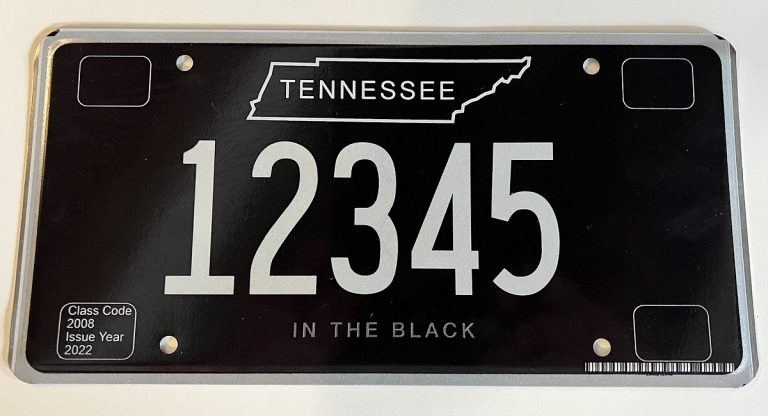 TENNESSEE
12345
Class Code
2008
Issue Year
2022
IN THE BLACK